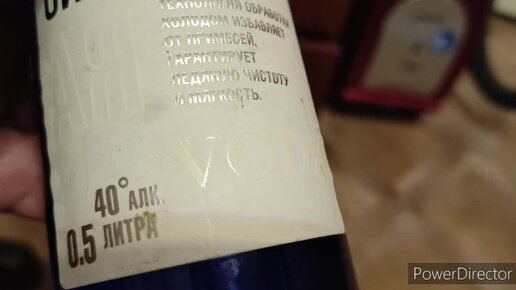 ТЕХНОЛОГИЯ ОБРАБОТКИ
ХОЛОДОМ ИЗБАВЛЯЕТ
ОТ ПРИМЕСЕЙ,
ГАРАНТИРУЕТ
ЛЕДЯНУЮ ЧИСТОТУ
И МЯГКОСТЬ.
40° АЛК.
0.5 ЛИТРА
PowerDirector